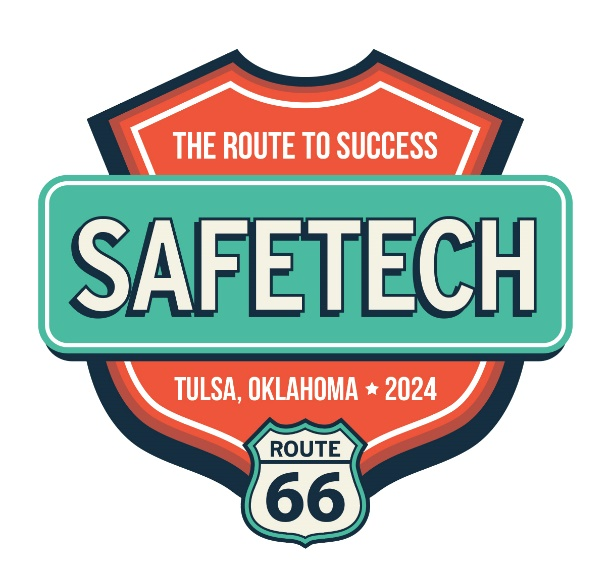 THE ROUTE TO SUCCESS
SAFETECH
TULSA, OKLAHOMA ★ 2024
ROUTE
66